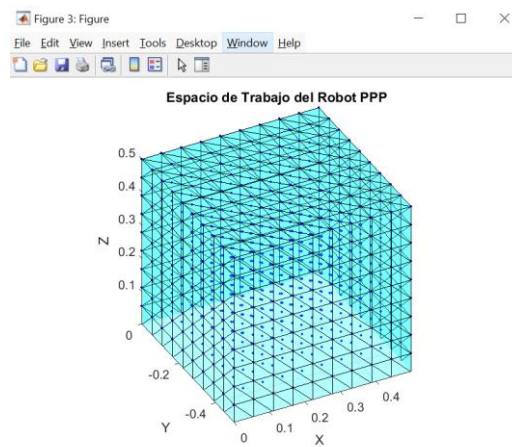 Figure 3: Figure
File Edit View Insert Tools Desktop Window Help
Espacio de Trabajo del Robot PPP
0.5
0.4
0.3
0.2
0.1
Z
0
-0.2
-0.4
Y
0 0.1 0.2 0.3 0.4
X